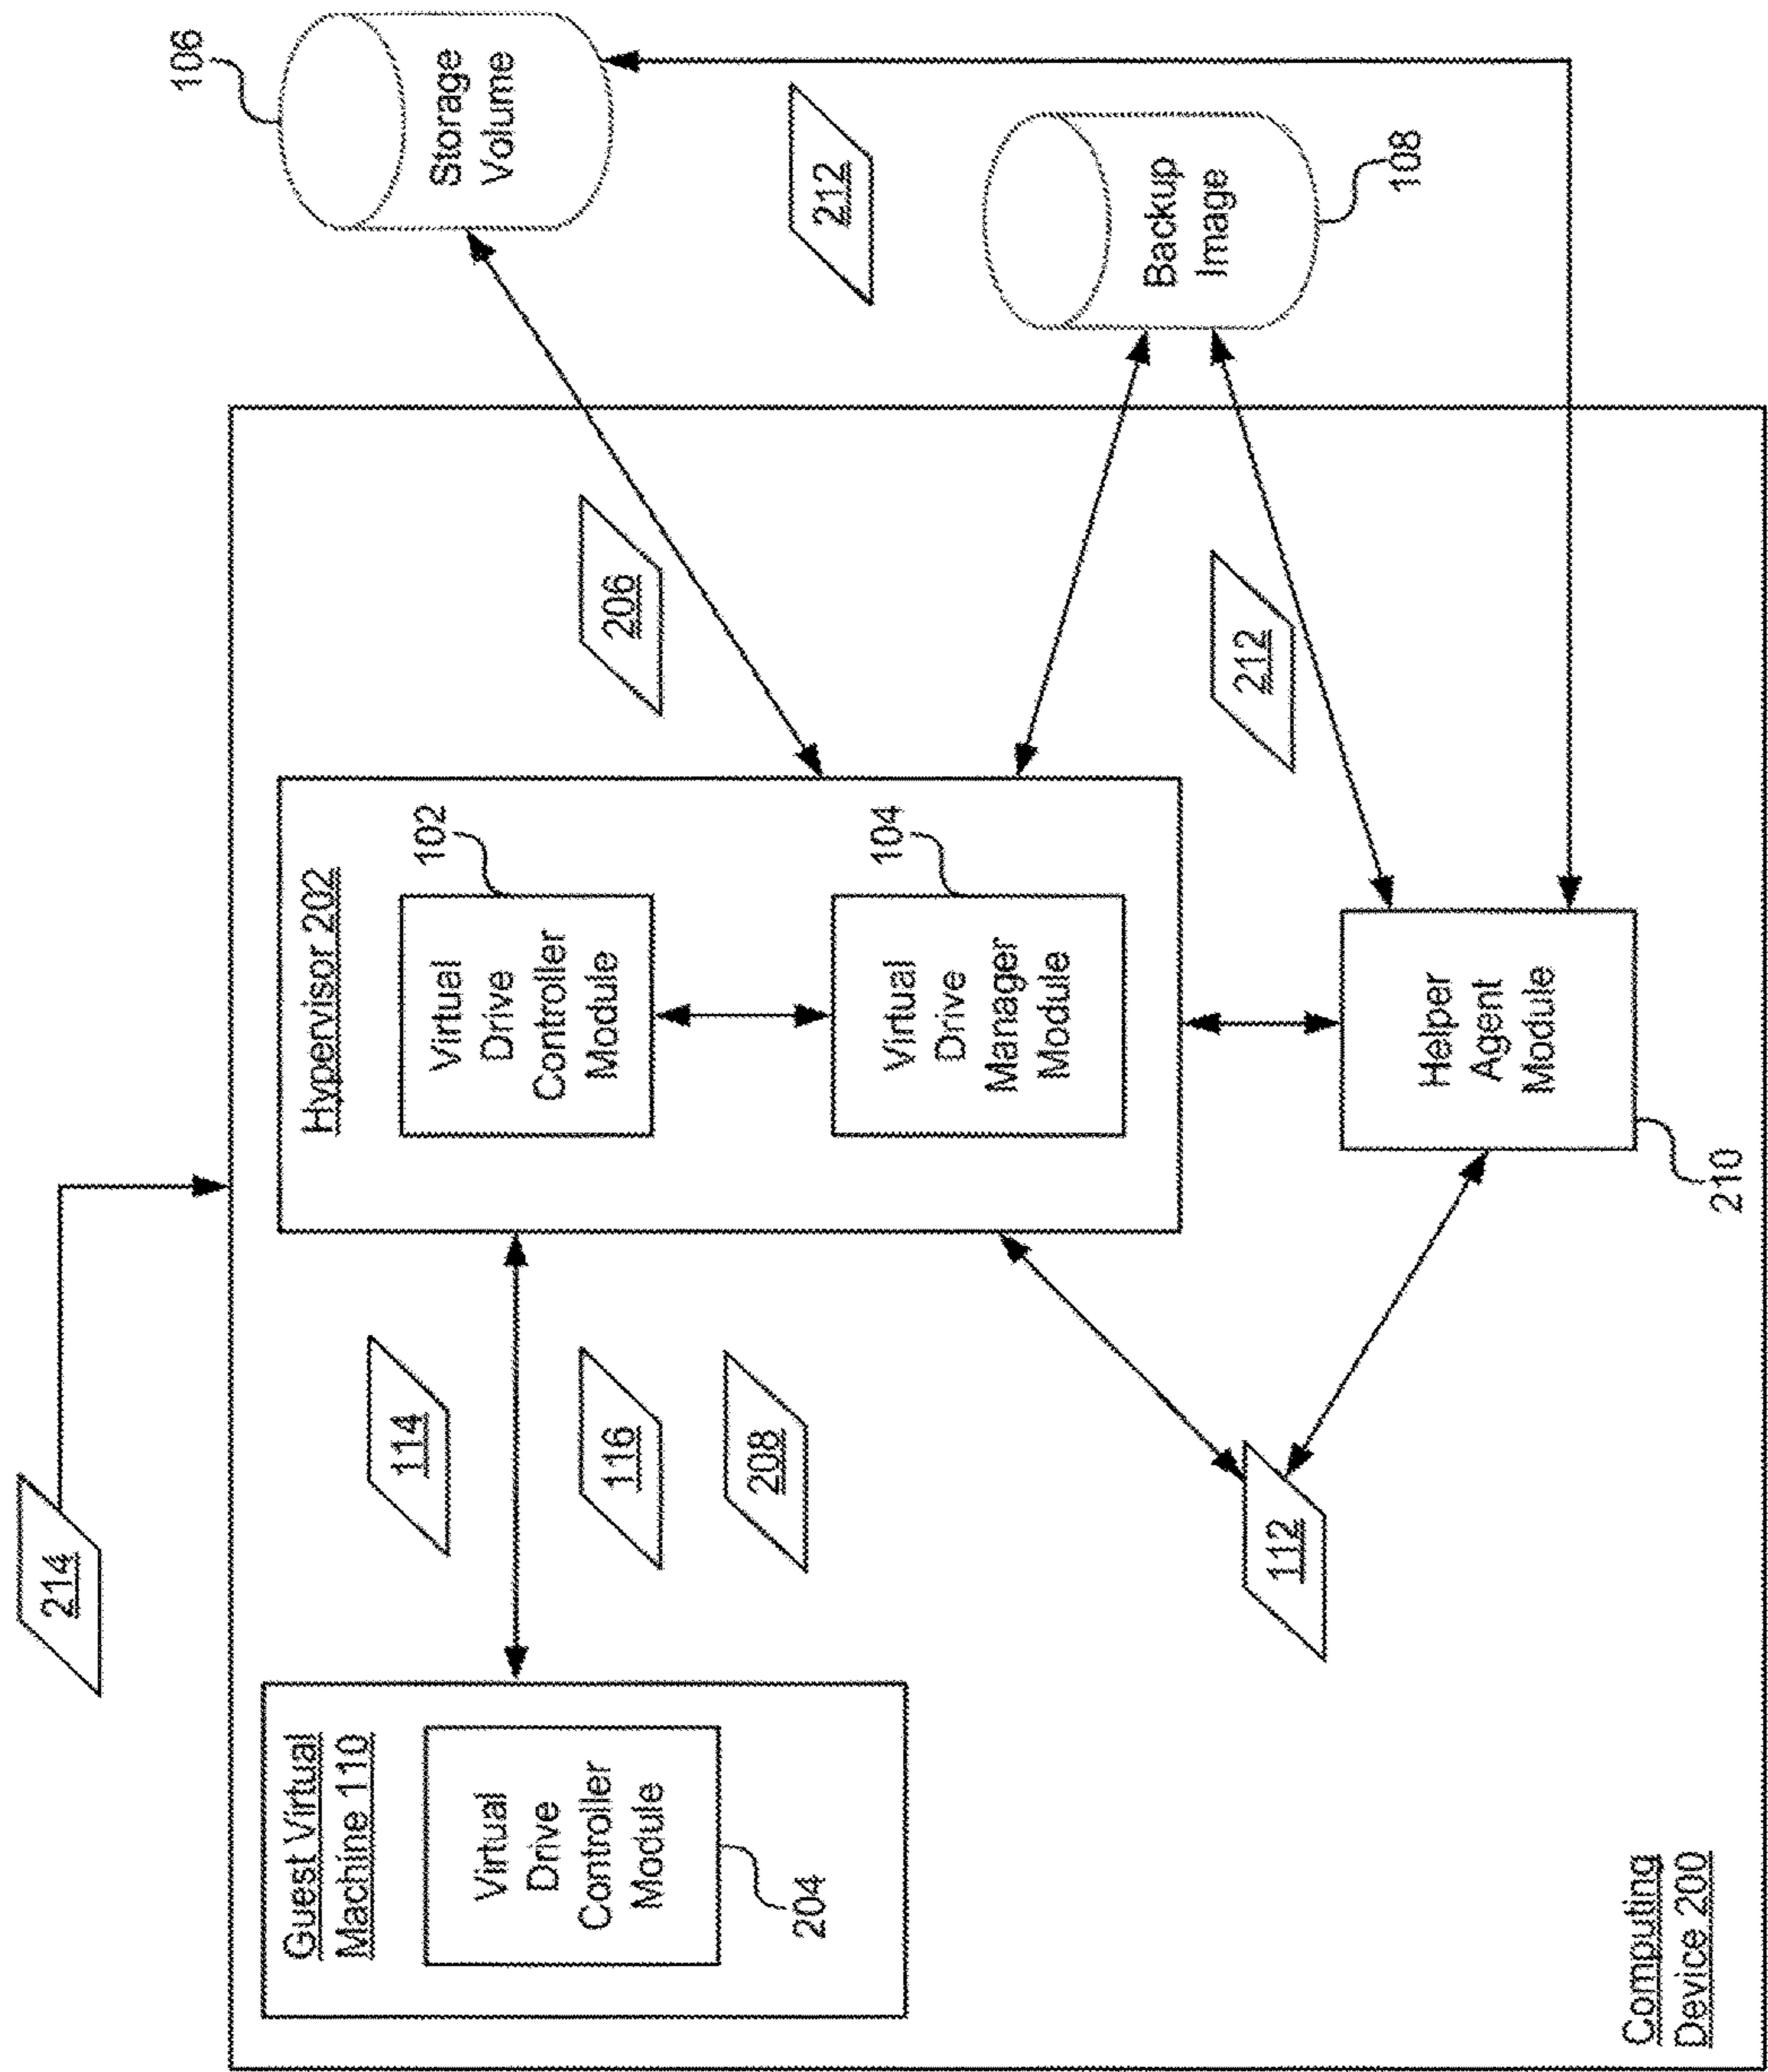 214
Guest Virtual
Machine 110
Virtual
Drive
Controller
Module
204
114
116
208
Hypervisor 202
102
Virtual
Drive
Controller
Module
104
Virtual
Drive
Manager
Module
206
106
Storage
Volume
212
Backup
Image
108
212
112
Helper
Agent
Module
210
Computing
Device 200